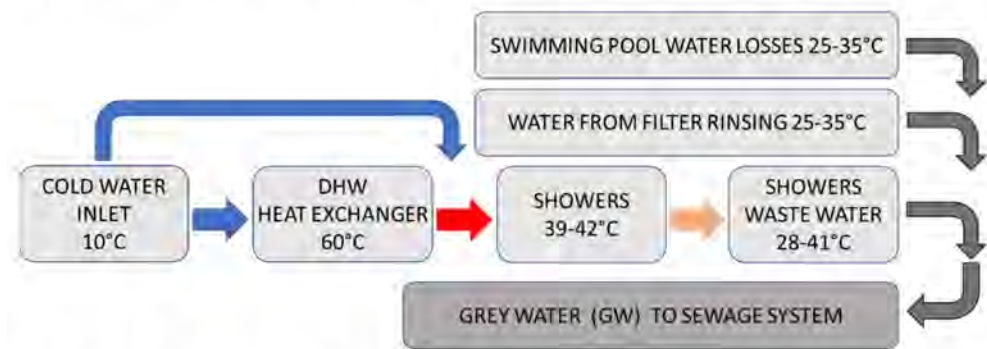 SWIMMING POOL WATER LOSSES 25-35°C
WATER FROM FILTER RINSING 25-35°C
COLD WATER
INLET
10°C
DHW
HEAT EXCHANGER
60°C
SHOWERS
39-42°C
SHOWERS
WASTE WATER
28-41°C
GREY WATER (GW) TO SEWAGE SYSTEM